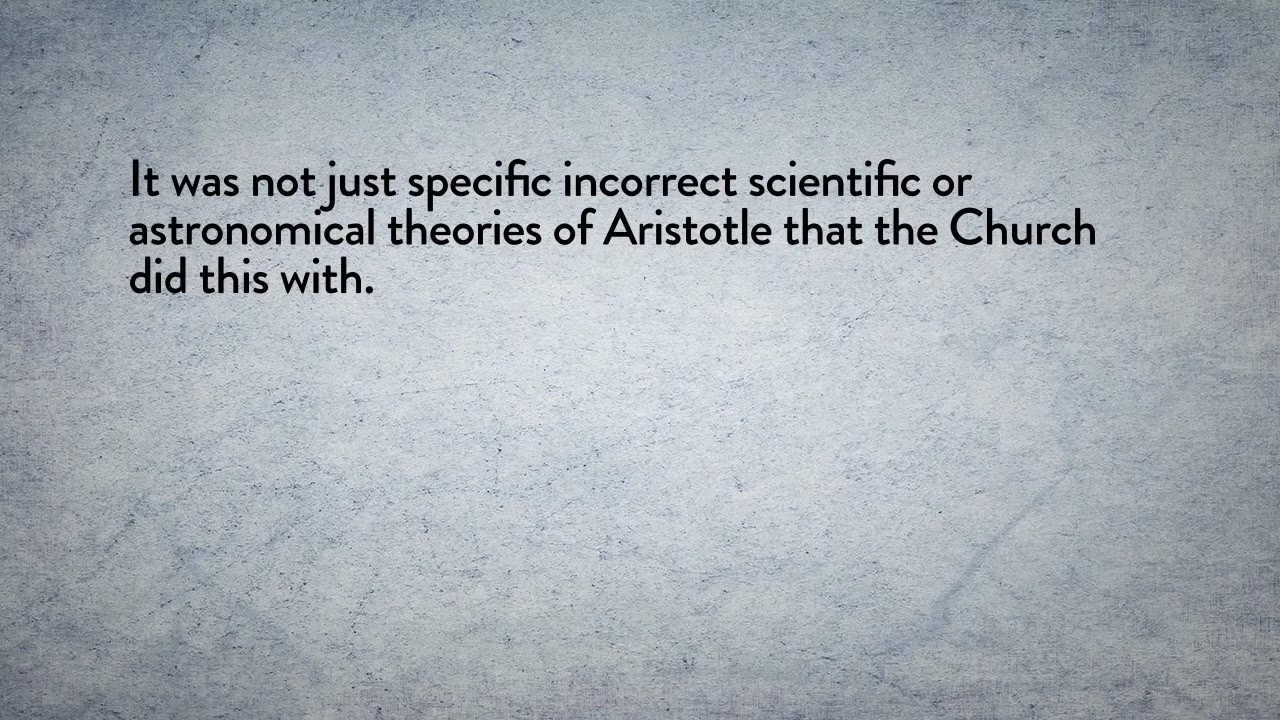 It was not just specific incorrect scientific or
astronomical theories of Aristotle that the Church
did this with.